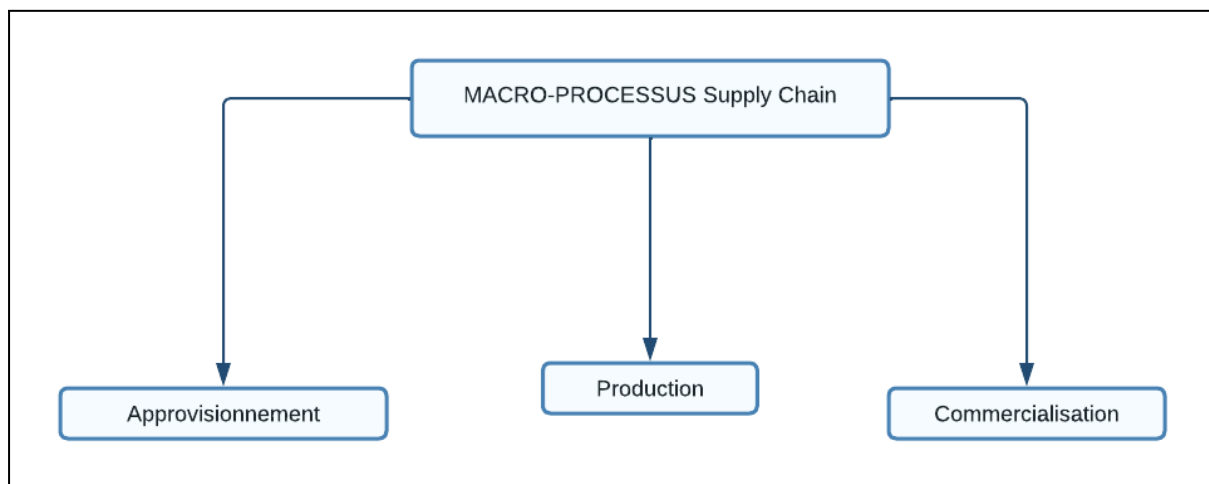 MACRO-PROCESSUS Supply Chain
Approvisionnement
Production
Commercialisation